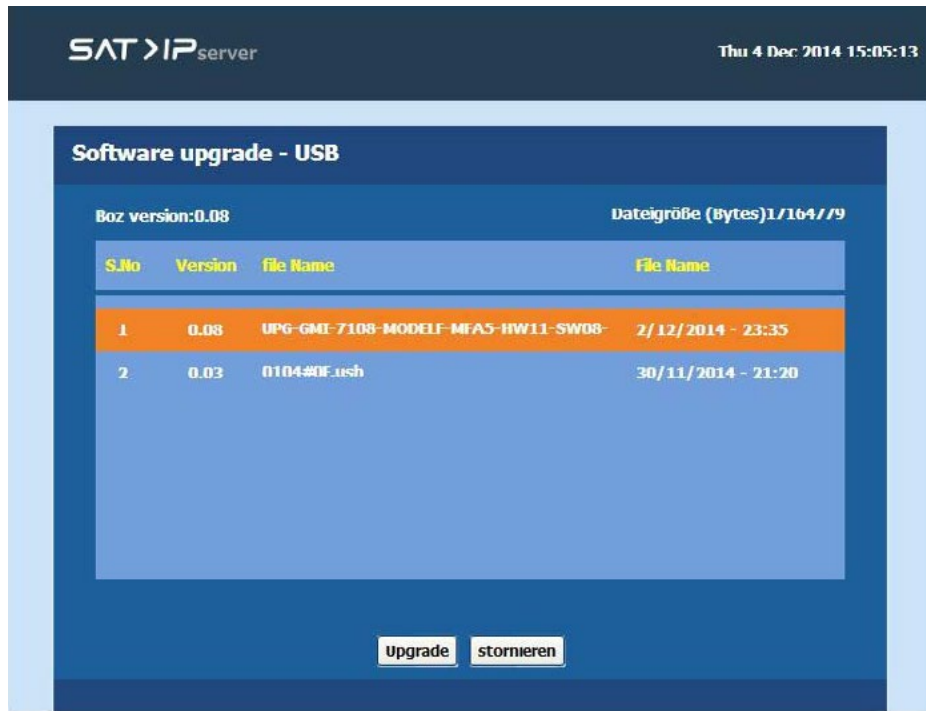 SAT>IP server
Thu 4 Dec 2014 15:05:13
Software upgrade - USB
Boz version:0.08
Dateigröße (Bytes)17164779
S.No Version file Name File Name
1 0.08 UPG-GMI-7108-MODELF-MFA5-HW11-SW08- 2/12/2014 - 23:35
2 0.03 0104#0F.ush 30/11/2014 - 21:20
Upgrade stornieren